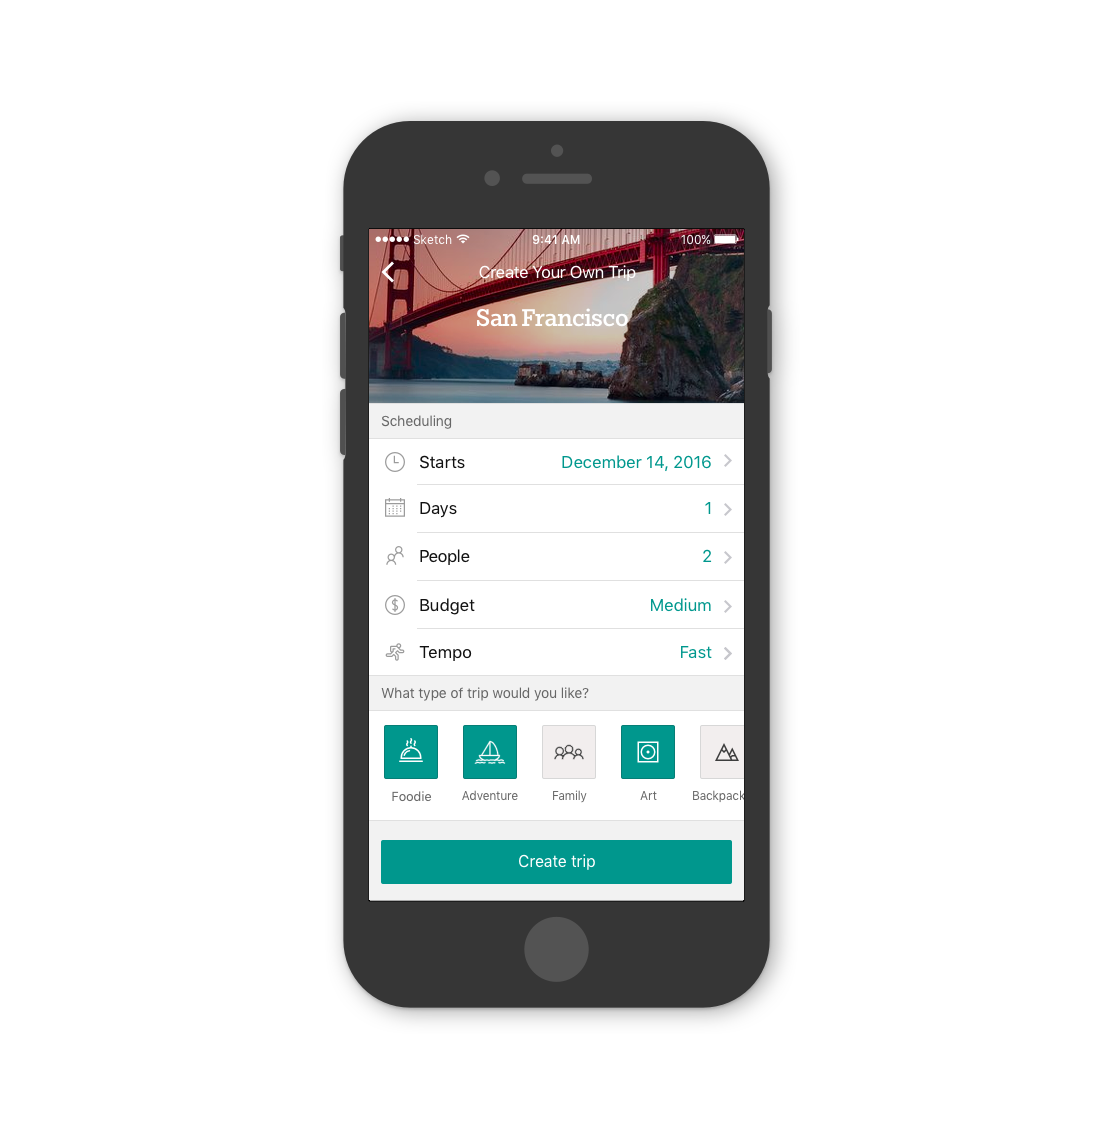 Sketch 9:41 AM 100%
Create Your Own Trip
San Francisco
Scheduling
Starts December 14, 2016
Days 1
People 2
Budget Medium
Tempo Fast
What type of trip would you like?
Foodie Adventure Family Art Backpack
Create trip